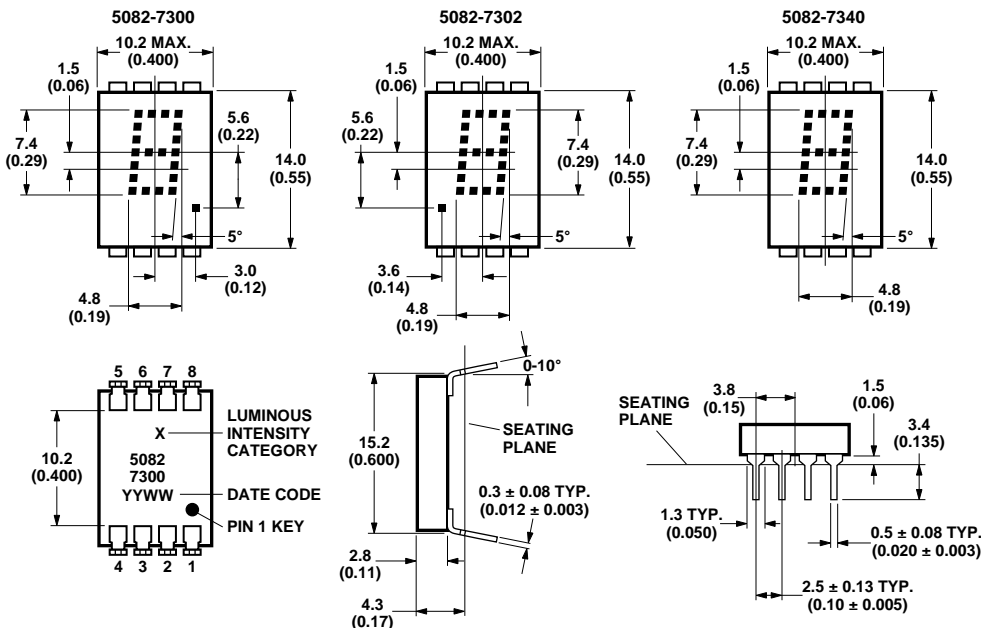 5082-7300
10.2 MAX.
(0.400)
1.5
(0.06)
7.4
(0.29)
5.6
(0.22)
14.0
(0.55)
5°
3.0
(0.12)
4.8
(0.19)
5082-7302
10.2 MAX.
(0.400)
1.5
(0.06)
5.6
(0.22)
7.4
(0.29)
14.0
(0.55)
5°
3.6
(0.14)
4.8
(0.19)
5082-7340
10.2 MAX.
(0.400)
1.5
(0.06)
7.4
(0.29)
14.0
(0.55)
5°
4.8
(0.19)
5 6 7 8
10.2
(0.400)
X
5082
7300
YYWW
4 3 2 1
LUMINOUS
INTENSITY
CATEGORY
DATE CODE
PIN 1 KEY
0-10°
15.2
(0.600)
SEATING
PLANE
0.3 ± 0.08 TYP.
(0.012 ± 0.003)
2.8
(0.11)
4.3
(0.17)
SEATING
PLANE
3.8
(0.15)
1.5
(0.06)
3.4
(0.135)
1.3 TYP.
(0.050)
0.5 ± 0.08 TYP.
(0.020 ± 0.003)
2.5 ± 0.13 TYP.
(0.10 ± 0.005)